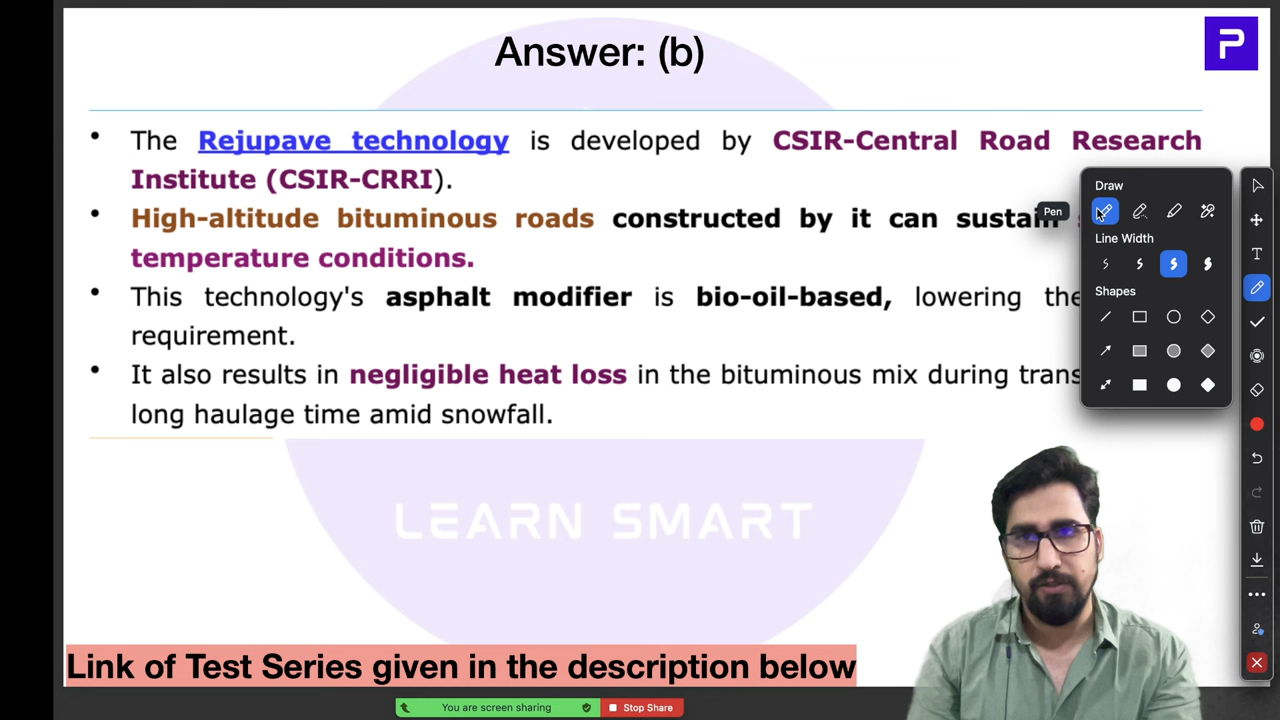 Answer: (b)
P
• The Rejupave technology is developed by CSIR-Central Road Research
Institute (CSIR-CRRI).
• High-altitude bituminous roads constructed by it can sustain
temperature conditions.
• This technology's asphalt modifier is bio-oil-based, lowering the
requirement.
• It also results in negligible heat loss in the bituminous mix during
long haulage time amid snowfall.
LEARN SMART
Link of Test Series given in the description below
Draw
Pen
Line Width
Shapes
T
You are screen sharing
Stop Share